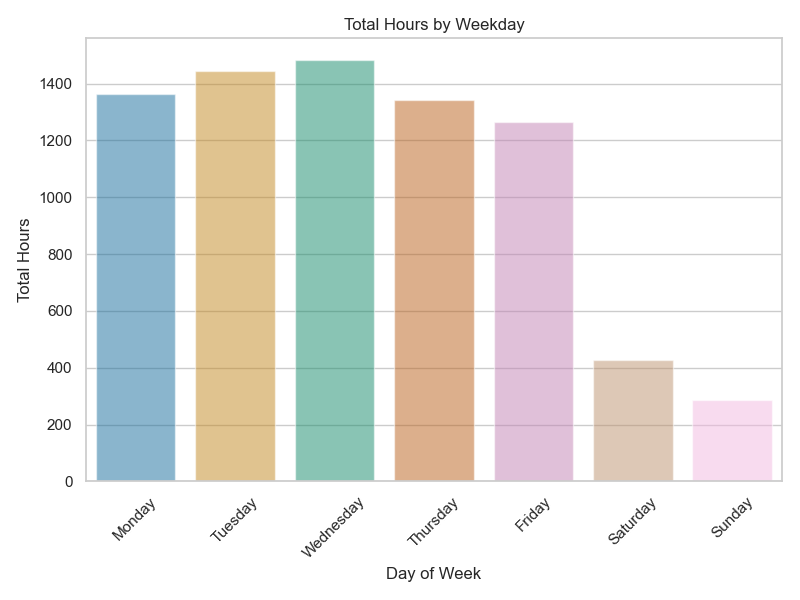 Total Hours by Weekday
Total Hours
1400
1200
1000
800
600
400
200
0
Monday
Tuesday
Wednesday
Thursday
Friday
Saturday
Sunday
Day of Week